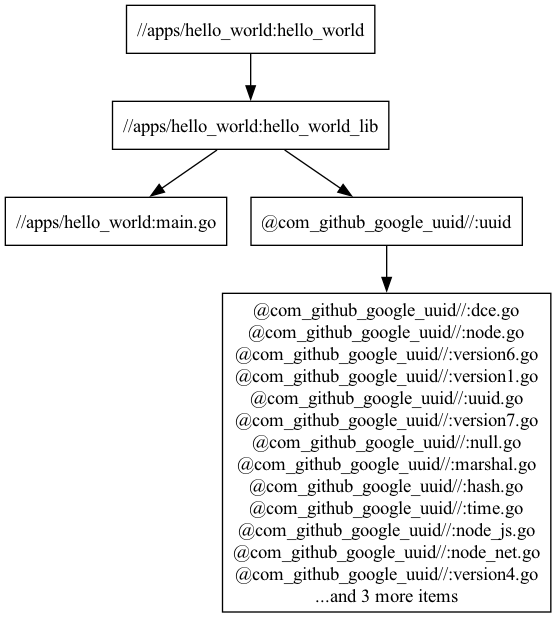 //apps/hello_world:hello_world
//apps/hello_world:hello_world_lib
//apps/hello_world:main.go
@com_github_google_uuid//:uuid
@com_github_google_uuid//:dce.go
@com_github_google_uuid//:node.go
@com_github_google_uuid//:version6.go
@com_github_google_uuid//:version1.go
@com_github_google_uuid//:uuid.go
@com_github_google_uuid//:version7.go
@com_github_google_uuid//:null.go
@com_github_google_uuid//:marshal.go
@com_github_google_uuid//:hash.go
@com_github_google_uuid//:time.go
@com_github_google_uuid//:node_js.go
@com_github_google_uuid//:node_net.go
@com_github_google_uuid//:version4.go
...and 3 more items